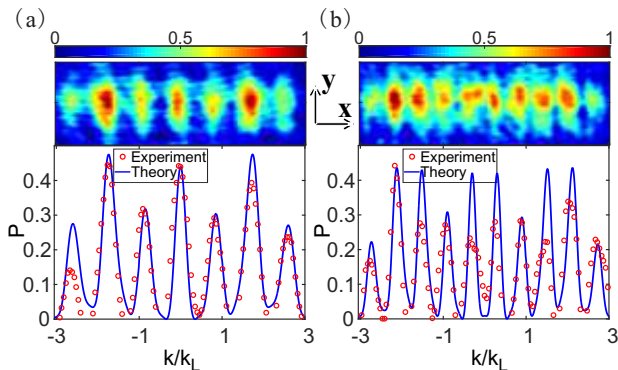 (a)
(b)
0 0.5 1
0 0.5 1
y
x
Experiment
Theory
Experiment
Theory
P
0.4
0.3
0.2
0.1
0
-3 -1 1 3
k/k_L
P
0.4
0.3
0.2
0.1
0
-3 -1 1 3
k/k_L